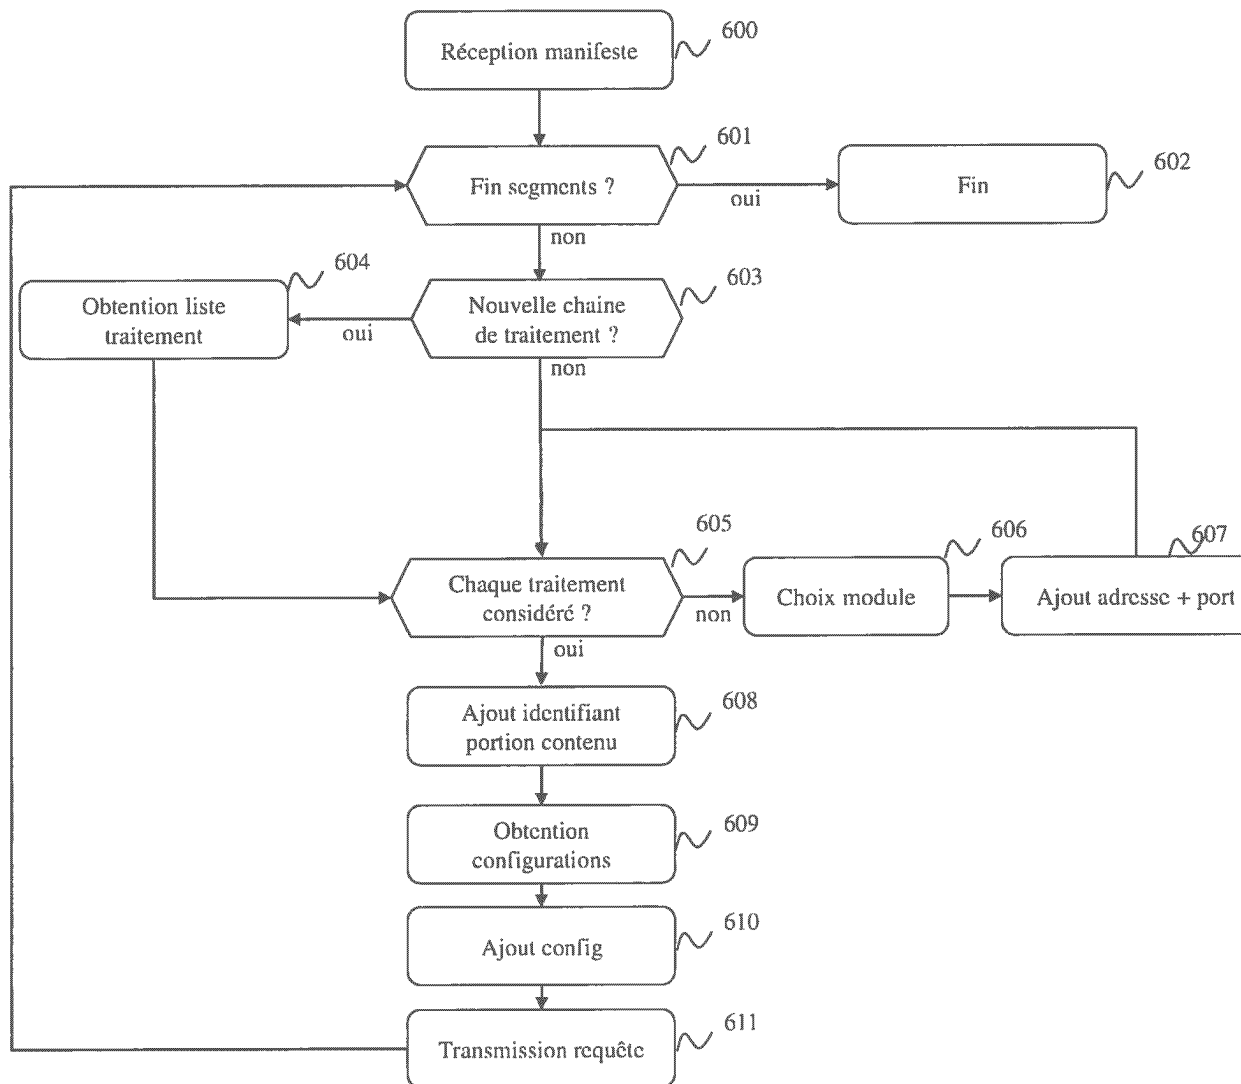 600
Réception manifeste
601
Fin segments ?
oui
Fin
602
non
604
Obtention liste
traitement
oui
603
Nouvelle chaine
de traitement ?
non
605
Chaque traitement
considéré ?
non
606
Choix module
607
Ajout adresse + port
oui
608
Ajout identifiant
portion contenu
609
Obtention
configurations
610
Ajout config
611
Transmission requête